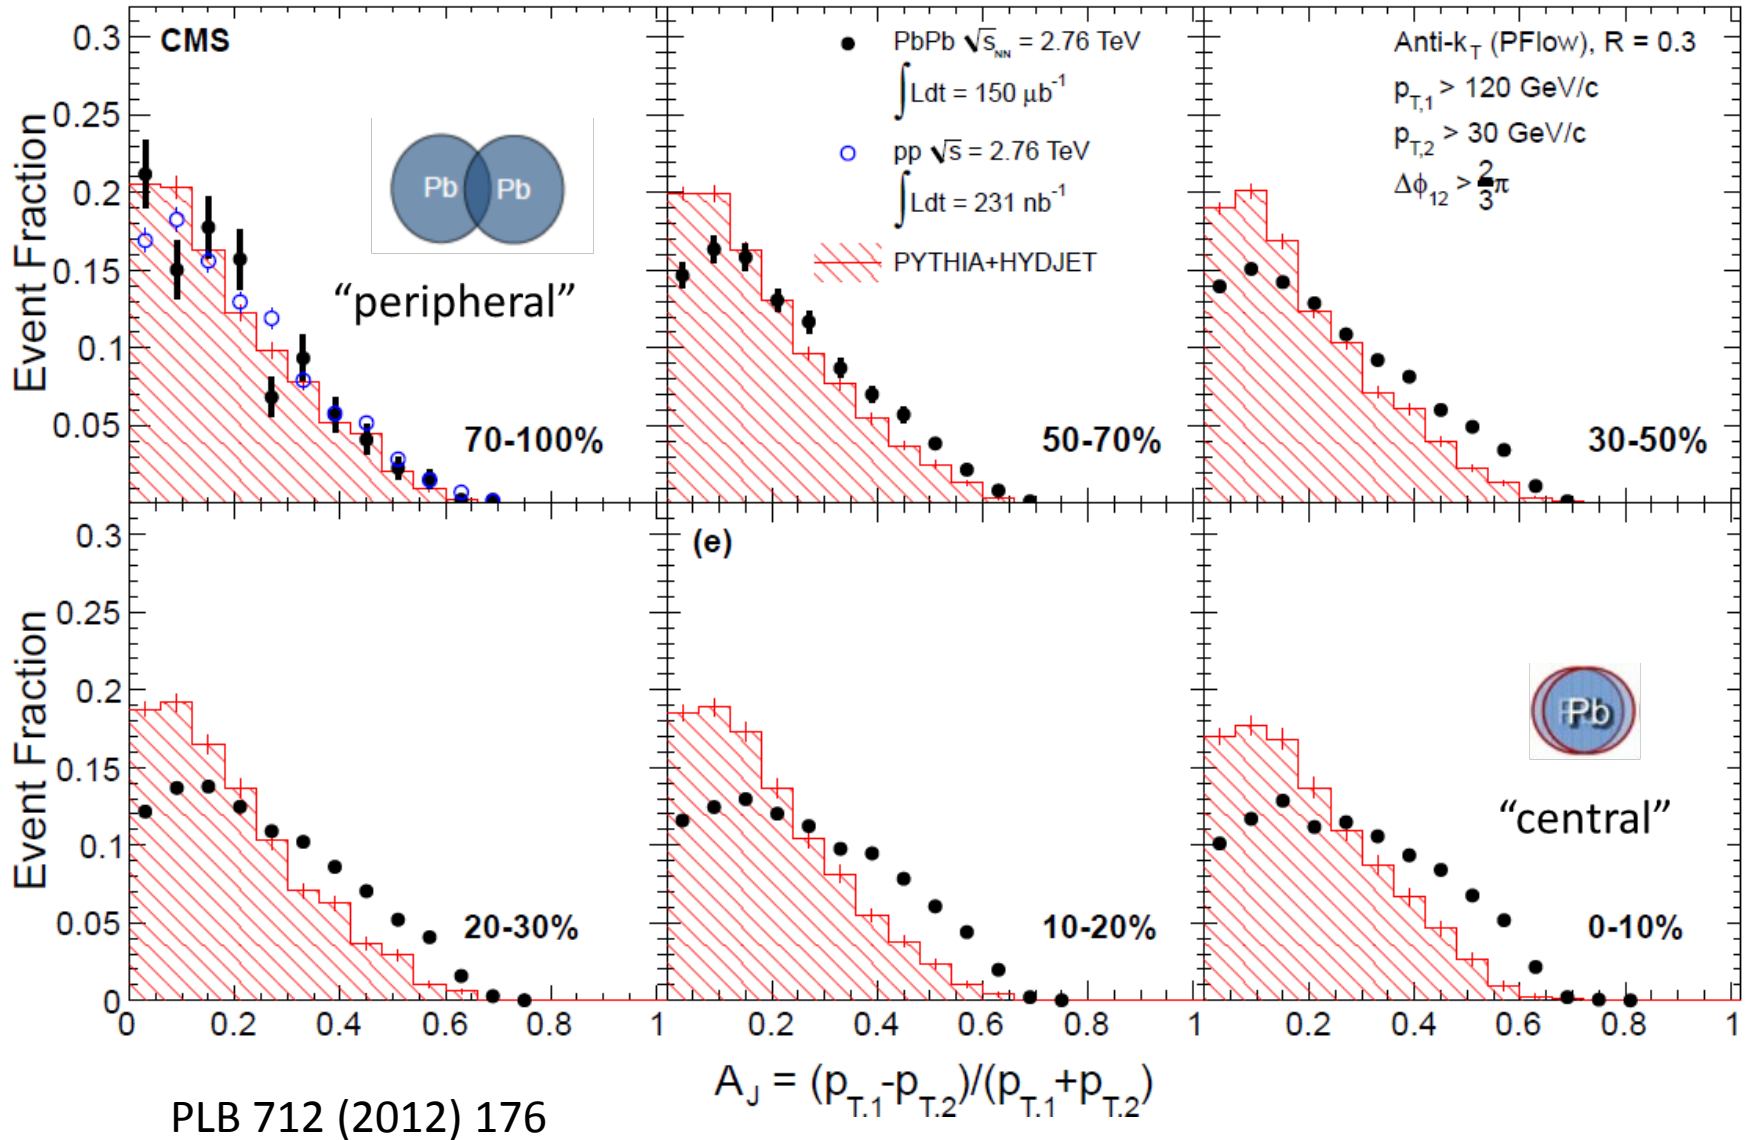 CMS
PbPb √s_NN = 2.76 TeV
∫Ldt = 150 μb⁻¹
pp √s = 2.76 TeV
∫Ldt = 231 nb⁻¹
PYTHIA+HYDJET
Anti-k_T (PFlow), R = 0.3
p_T,1 > 120 GeV/c
p_T,2 > 30 GeV/c
Δϕ_12 > 2/3 π
Event Fraction
0.3
0.25
0.2
0.15
0.1
0.05
Pb Pb
“peripheral”
70-100%
50-70%
30-50%
Event Fraction
0.3
0.25
0.2
0.15
0.1
0.05
0
(e)
Pb
“central”
20-30%
10-20%
0-10%
0 0.2 0.4 0.6 0.8 1 0.2 0.4 0.6 0.8 1 0.2 0.4 0.6 0.8 1
A_J = (p_T,1-p_T,2)/(p_T,1+p_T,2)
PLB 712 (2012) 176